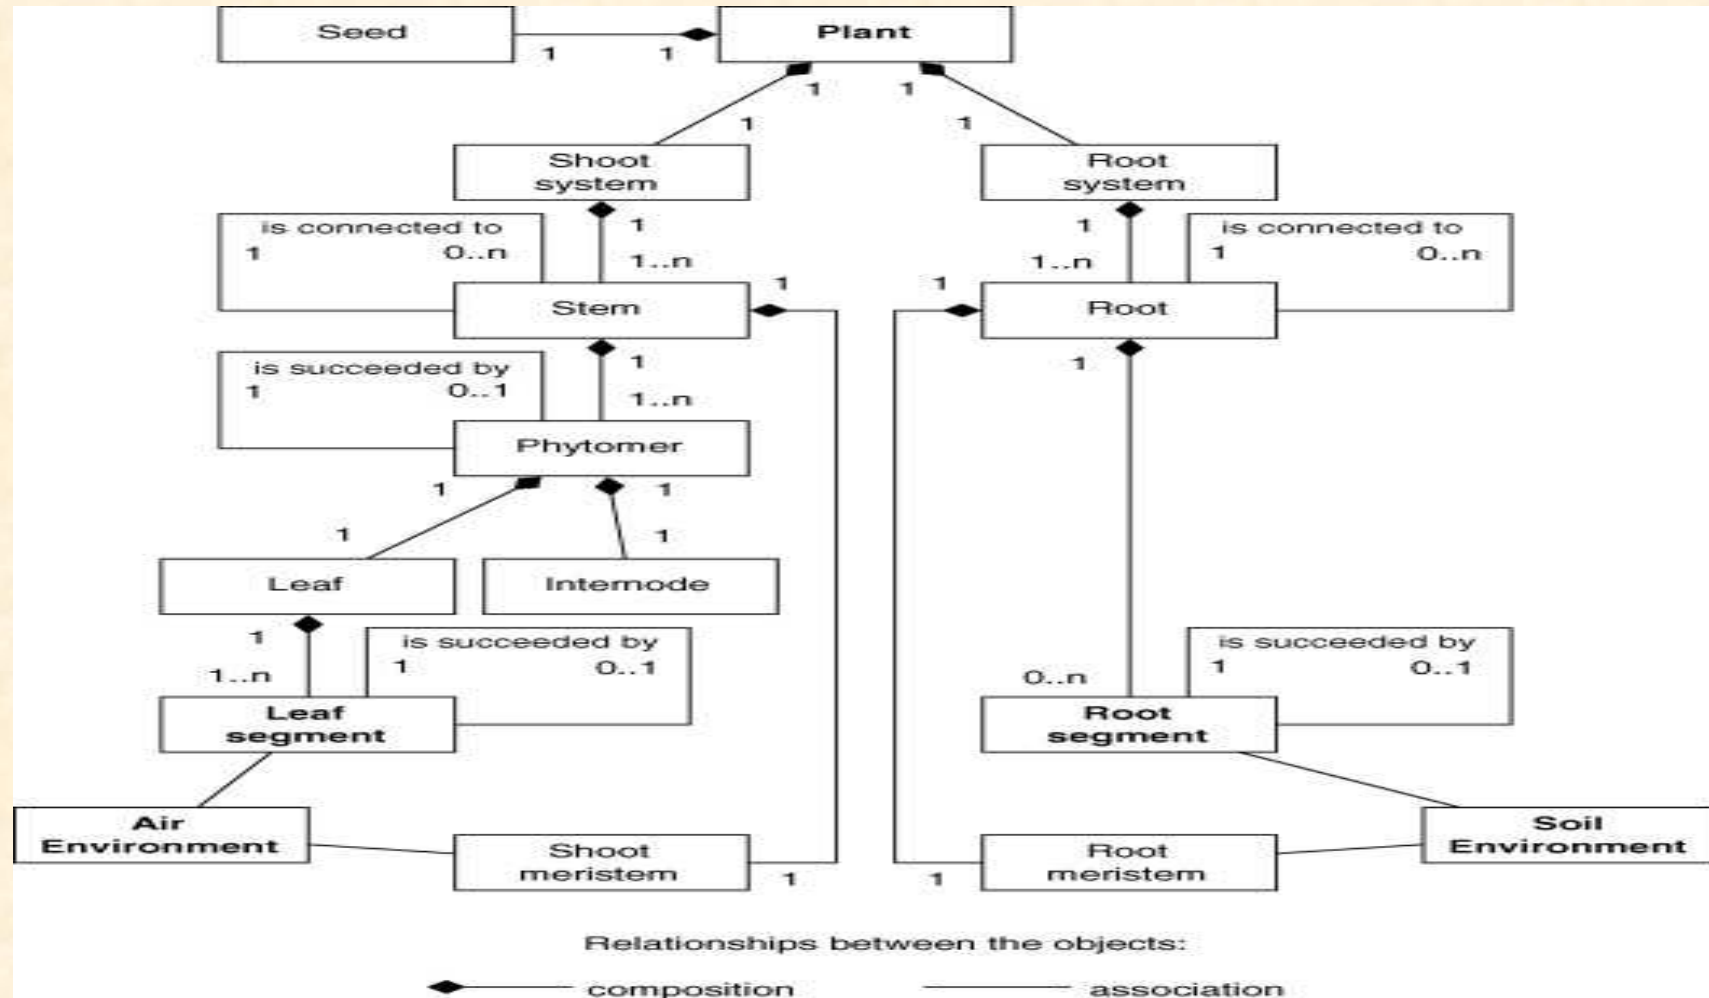 Seed
1
1
Plant
1
1
1
1
Shoot
system
Root
system
is connected to
1
0..n
1
1..n
1
1..n
is connected to
1
0..n
Stem
1
1
Root
is succeeded by
1
0..1
1
1..n
1
Phytomer
1
1
1
1
Leaf
Internode
1
1..n
is succeeded by
1
0..1
0..n
is succeeded by
1
0..1
Leaf
segment
Root
segment
Air
Environment
Shoot
meristem
1
1
Root
meristem
Soil
Environment
Relationships between the objects:
composition
association